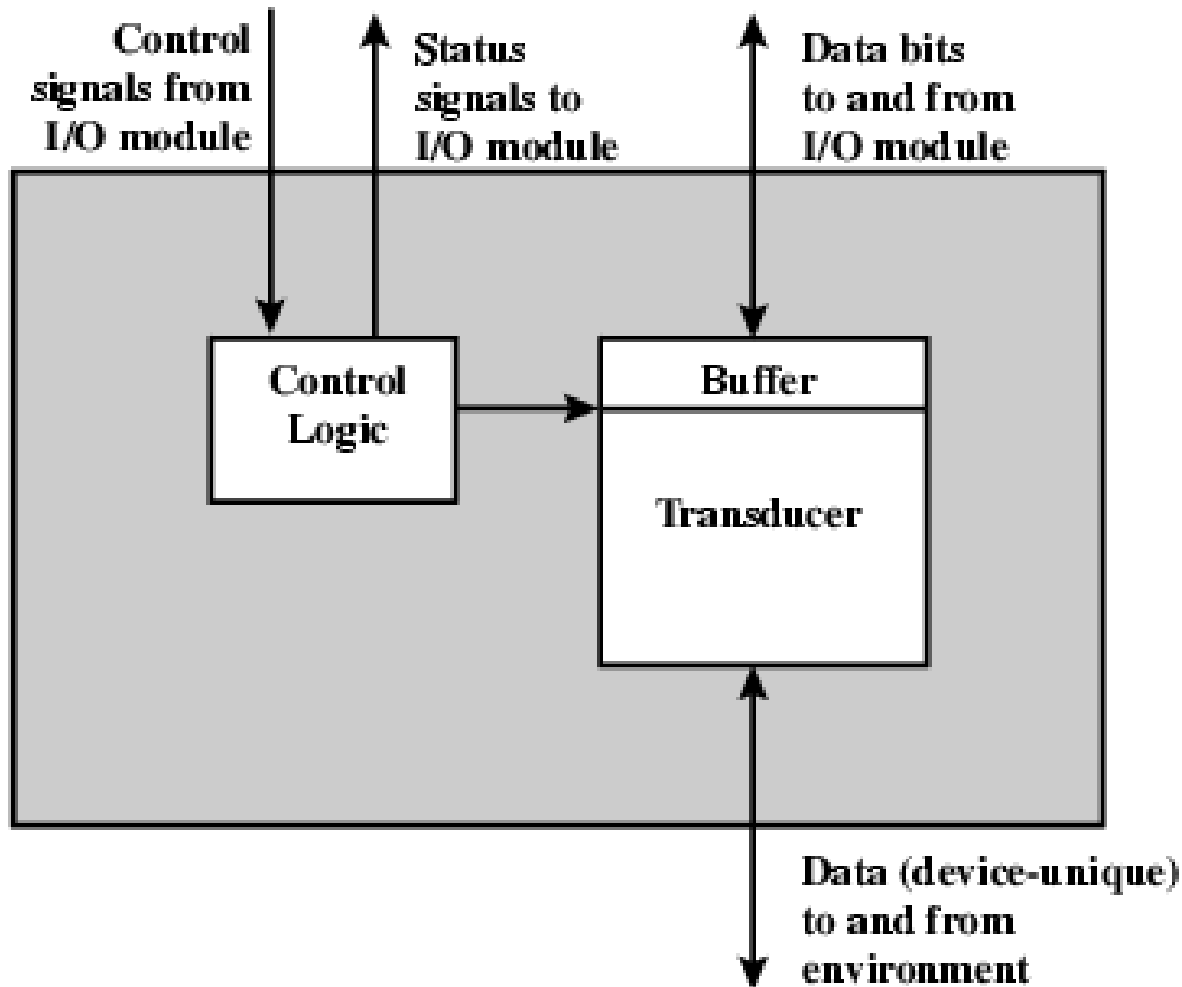 Control
signals from
I/O module
Status
signals to
I/O module
Data bits
to and from
I/O module
Control
Logic
Buffer
Transducer
Data (device-unique)
to and from
environment